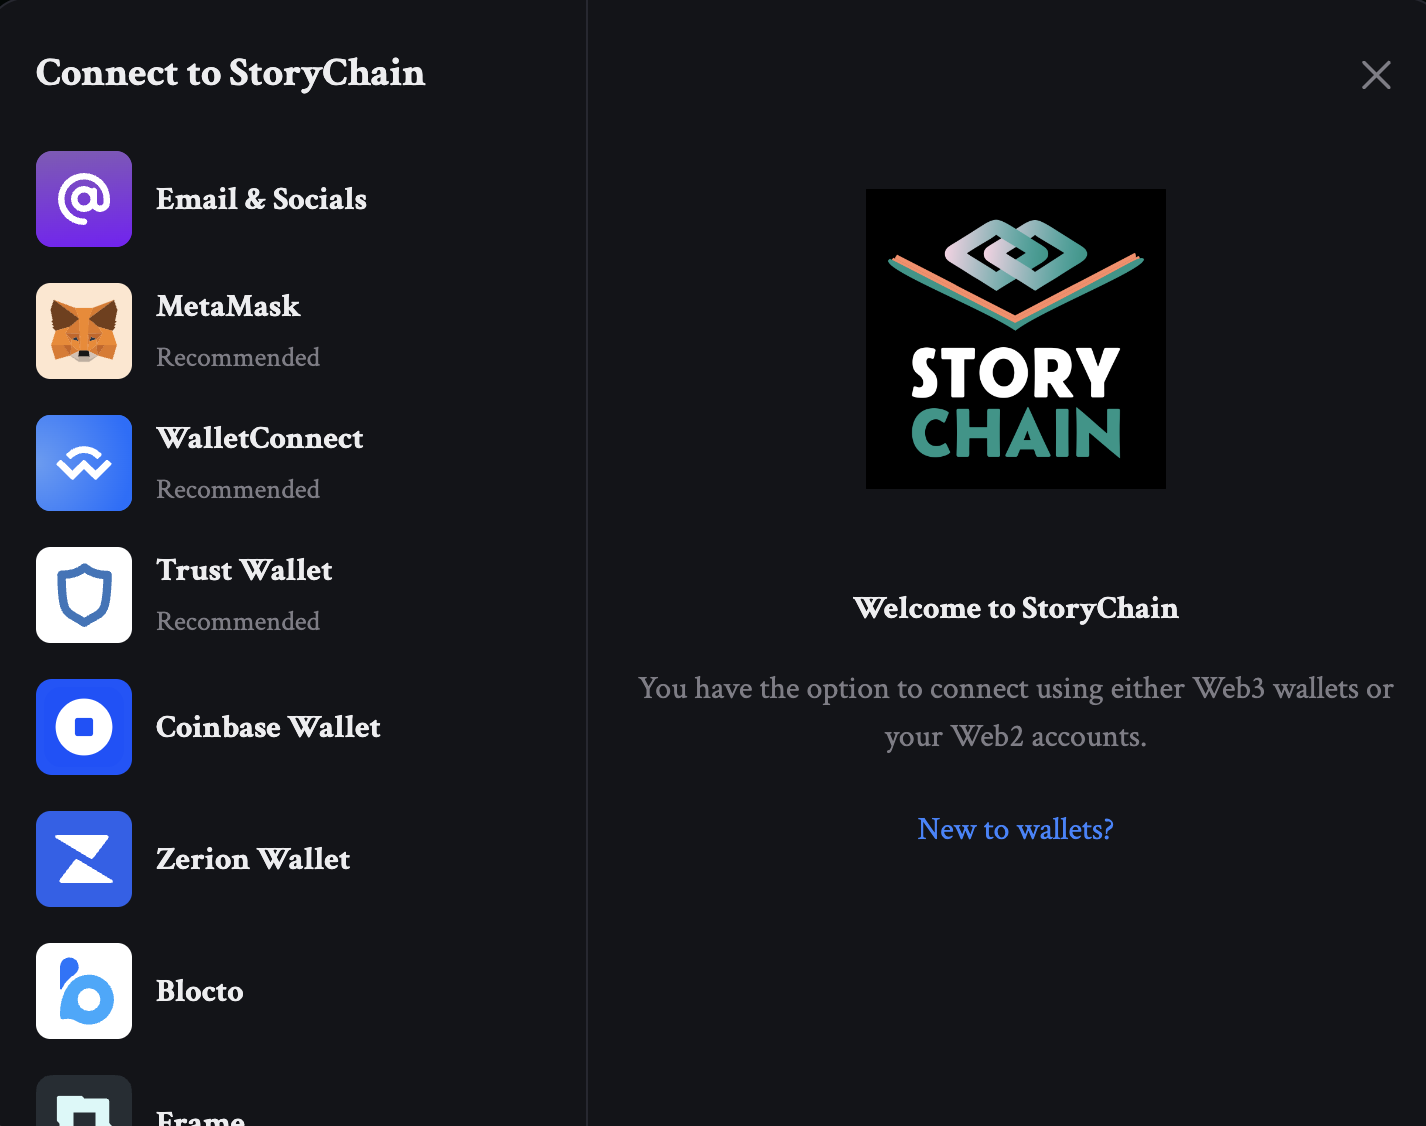 Connect to StoryChain
Email & Socials
MetaMask
Recommended
WalletConnect
Recommended
Trust Wallet
Recommended
Coinbase Wallet
Zerion Wallet
Blocto
Frame
STORY
CHAIN
Welcome to StoryChain
You have the option to connect using either Web3 wallets or
your Web2 accounts.
New to wallets?